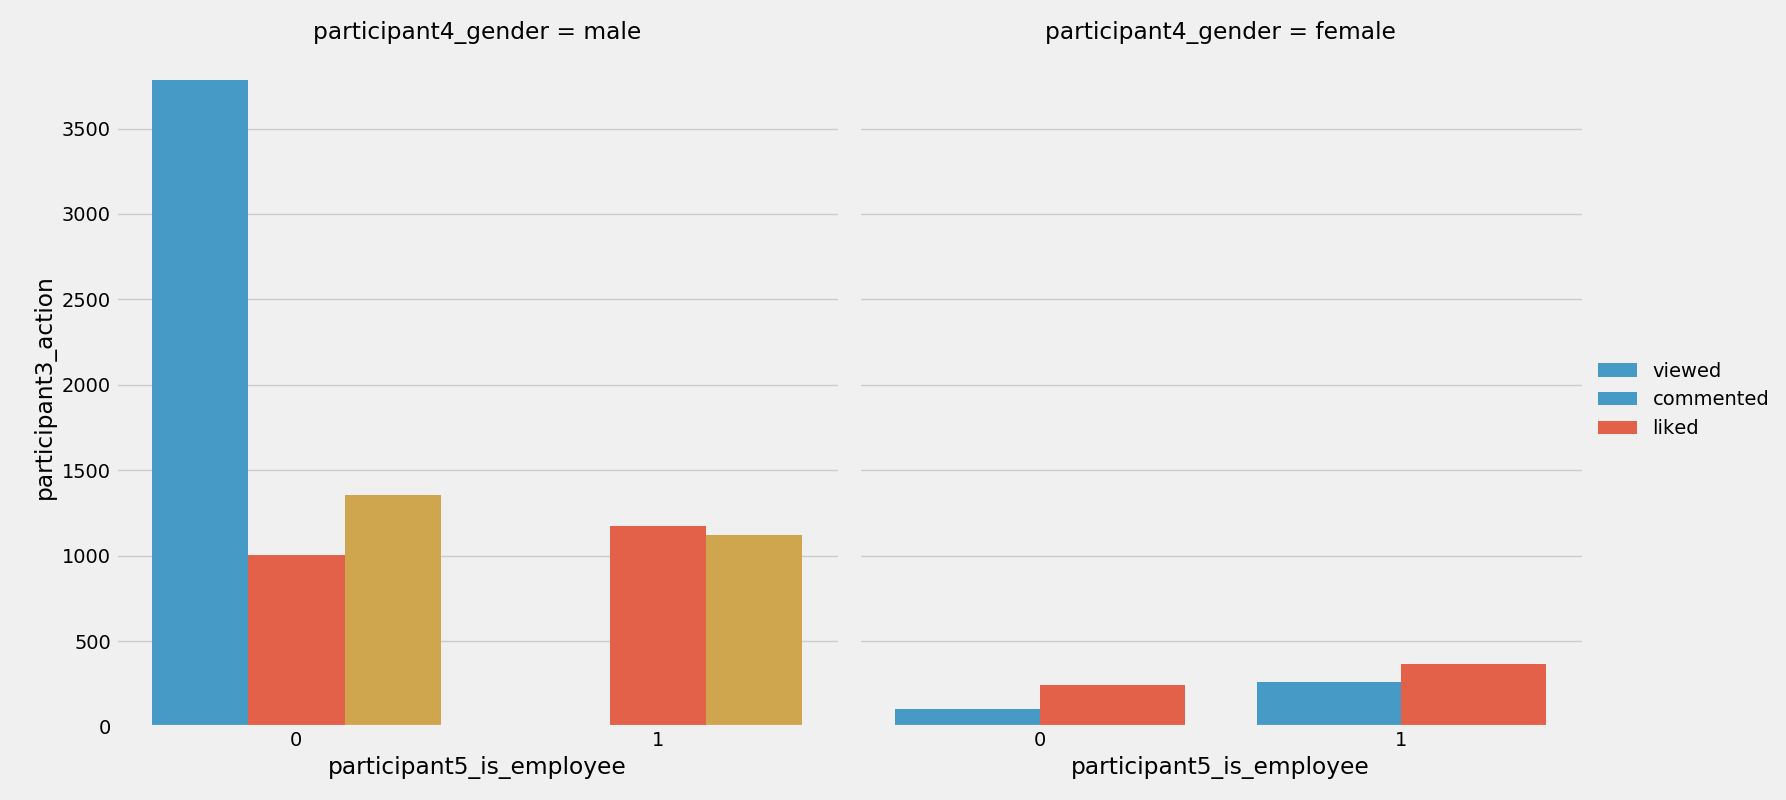 participant4_gender = male
participant4_gender = female
participant3_action
3500
3000
2500
2000
1500
1000
500
0
0
1
0
1
participant5_is_employee
participant5_is_employee
viewed
commented
liked